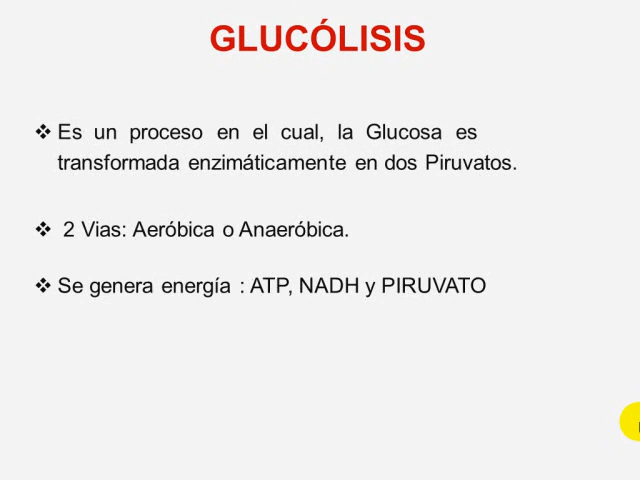 GLUCÓLISIS
❖ Es un proceso en el cual, la Glucosa es
transformada enzimáticamente en dos Piruvatos.
❖ 2 Vias: Aeróbica o Anaeróbica.
❖ Se genera energía : ATP, NADH y PIRUVATO